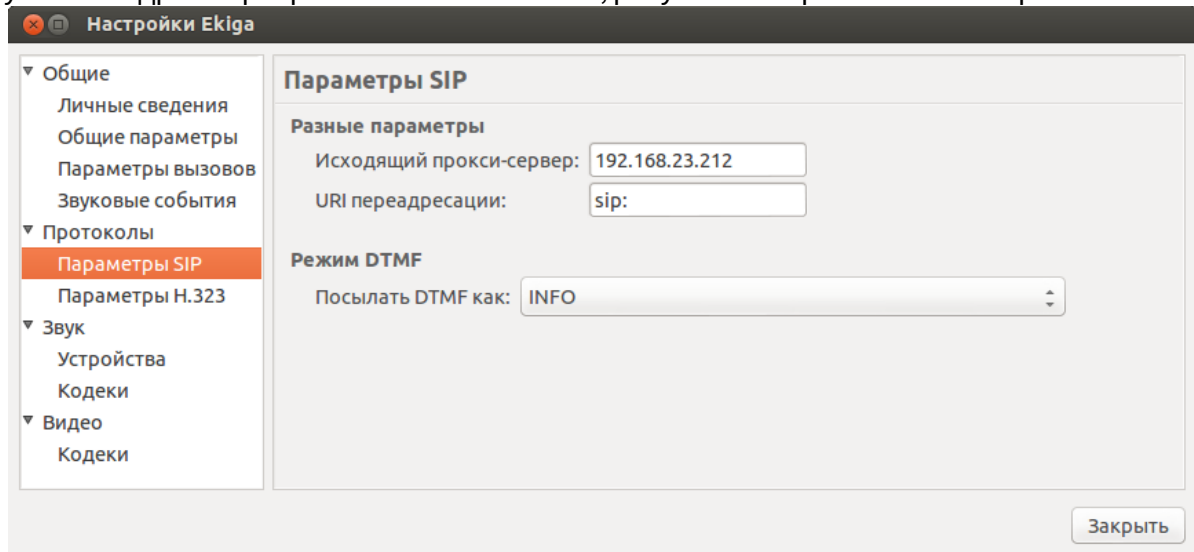 Настройки Ekiga
Общие
Личные сведения
Общие параметры
Параметры вызовов
Звуковые события
Протоколы
Параметры SIP
Параметры H.323
Звук
Устройства
Кодеки
Видео
Кодеки
Параметры SIP
Разные параметры
Исходящий прокси-сервер: 192.168.23.212
URI переадресации: sip:
Режим DTMF
Посылать DTMF как: INFO
Закрыть